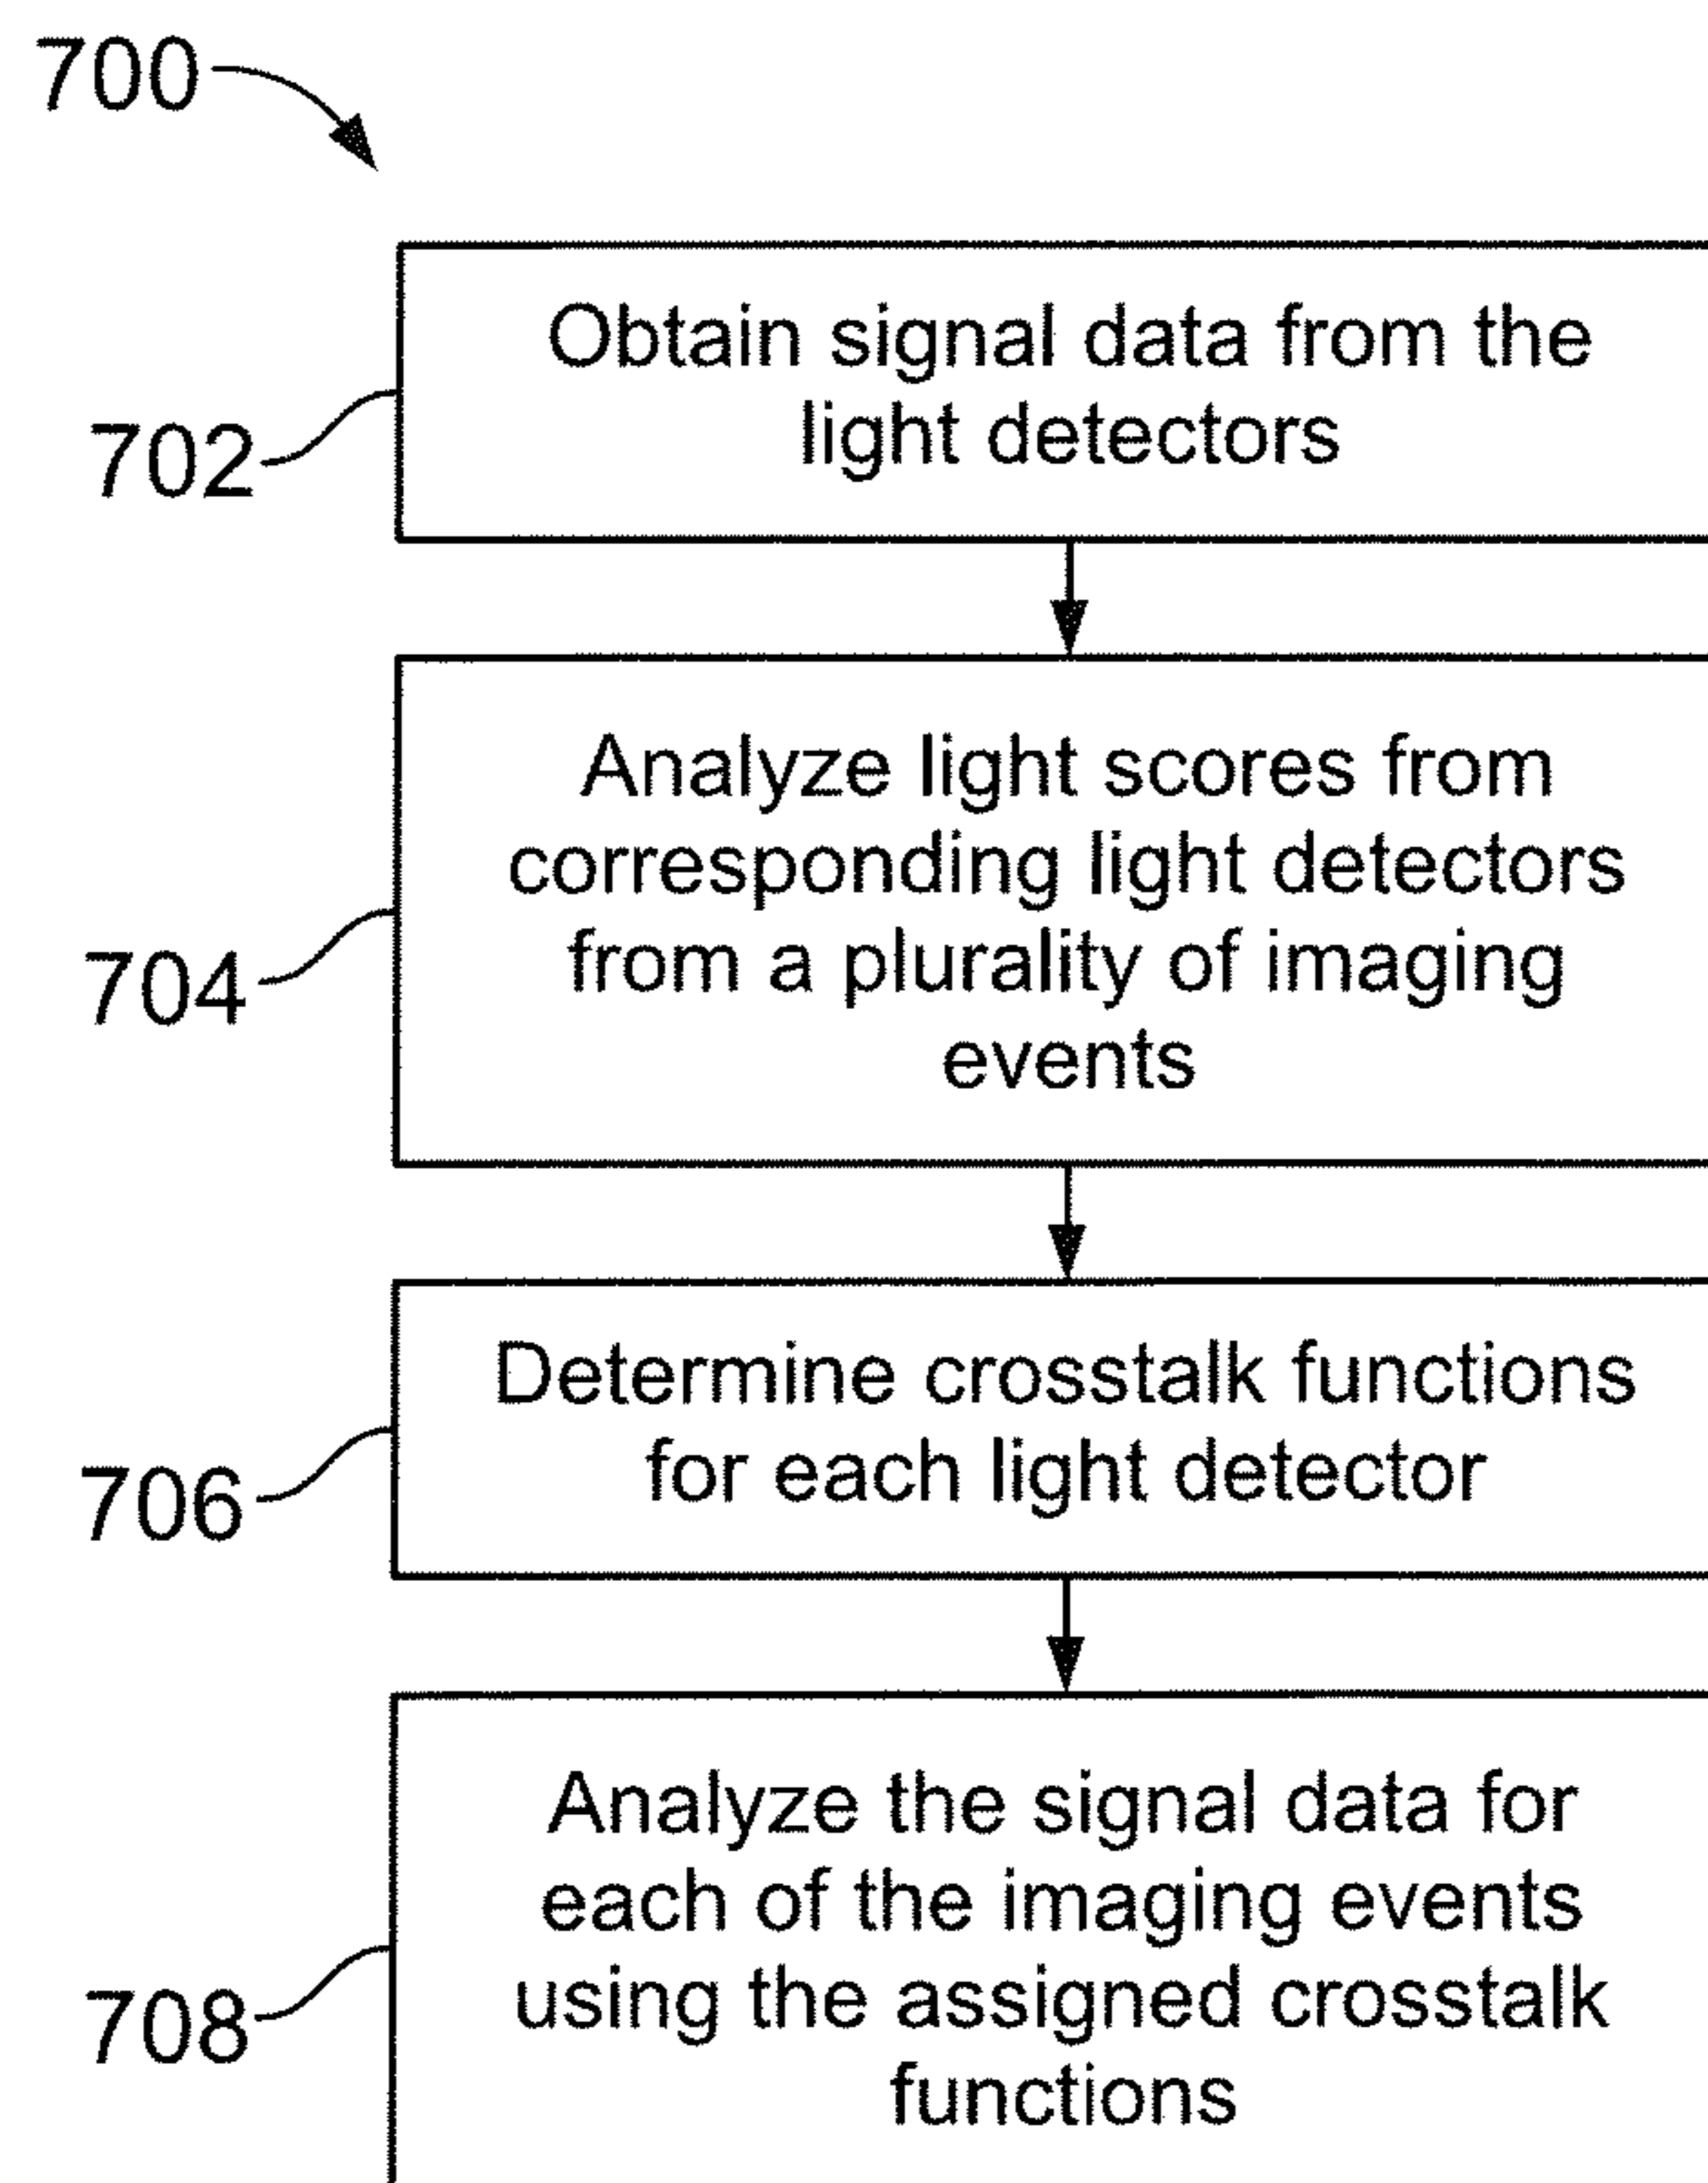 700
Obtain signal data from the
light detectors
702
Analyze light scores from
corresponding light detectors
from a plurality of imaging
events
704
Determine crosstalk functions
for each light detector
706
Analyze the signal data for
each of the imaging events
using the assigned crosstalk
functions
708